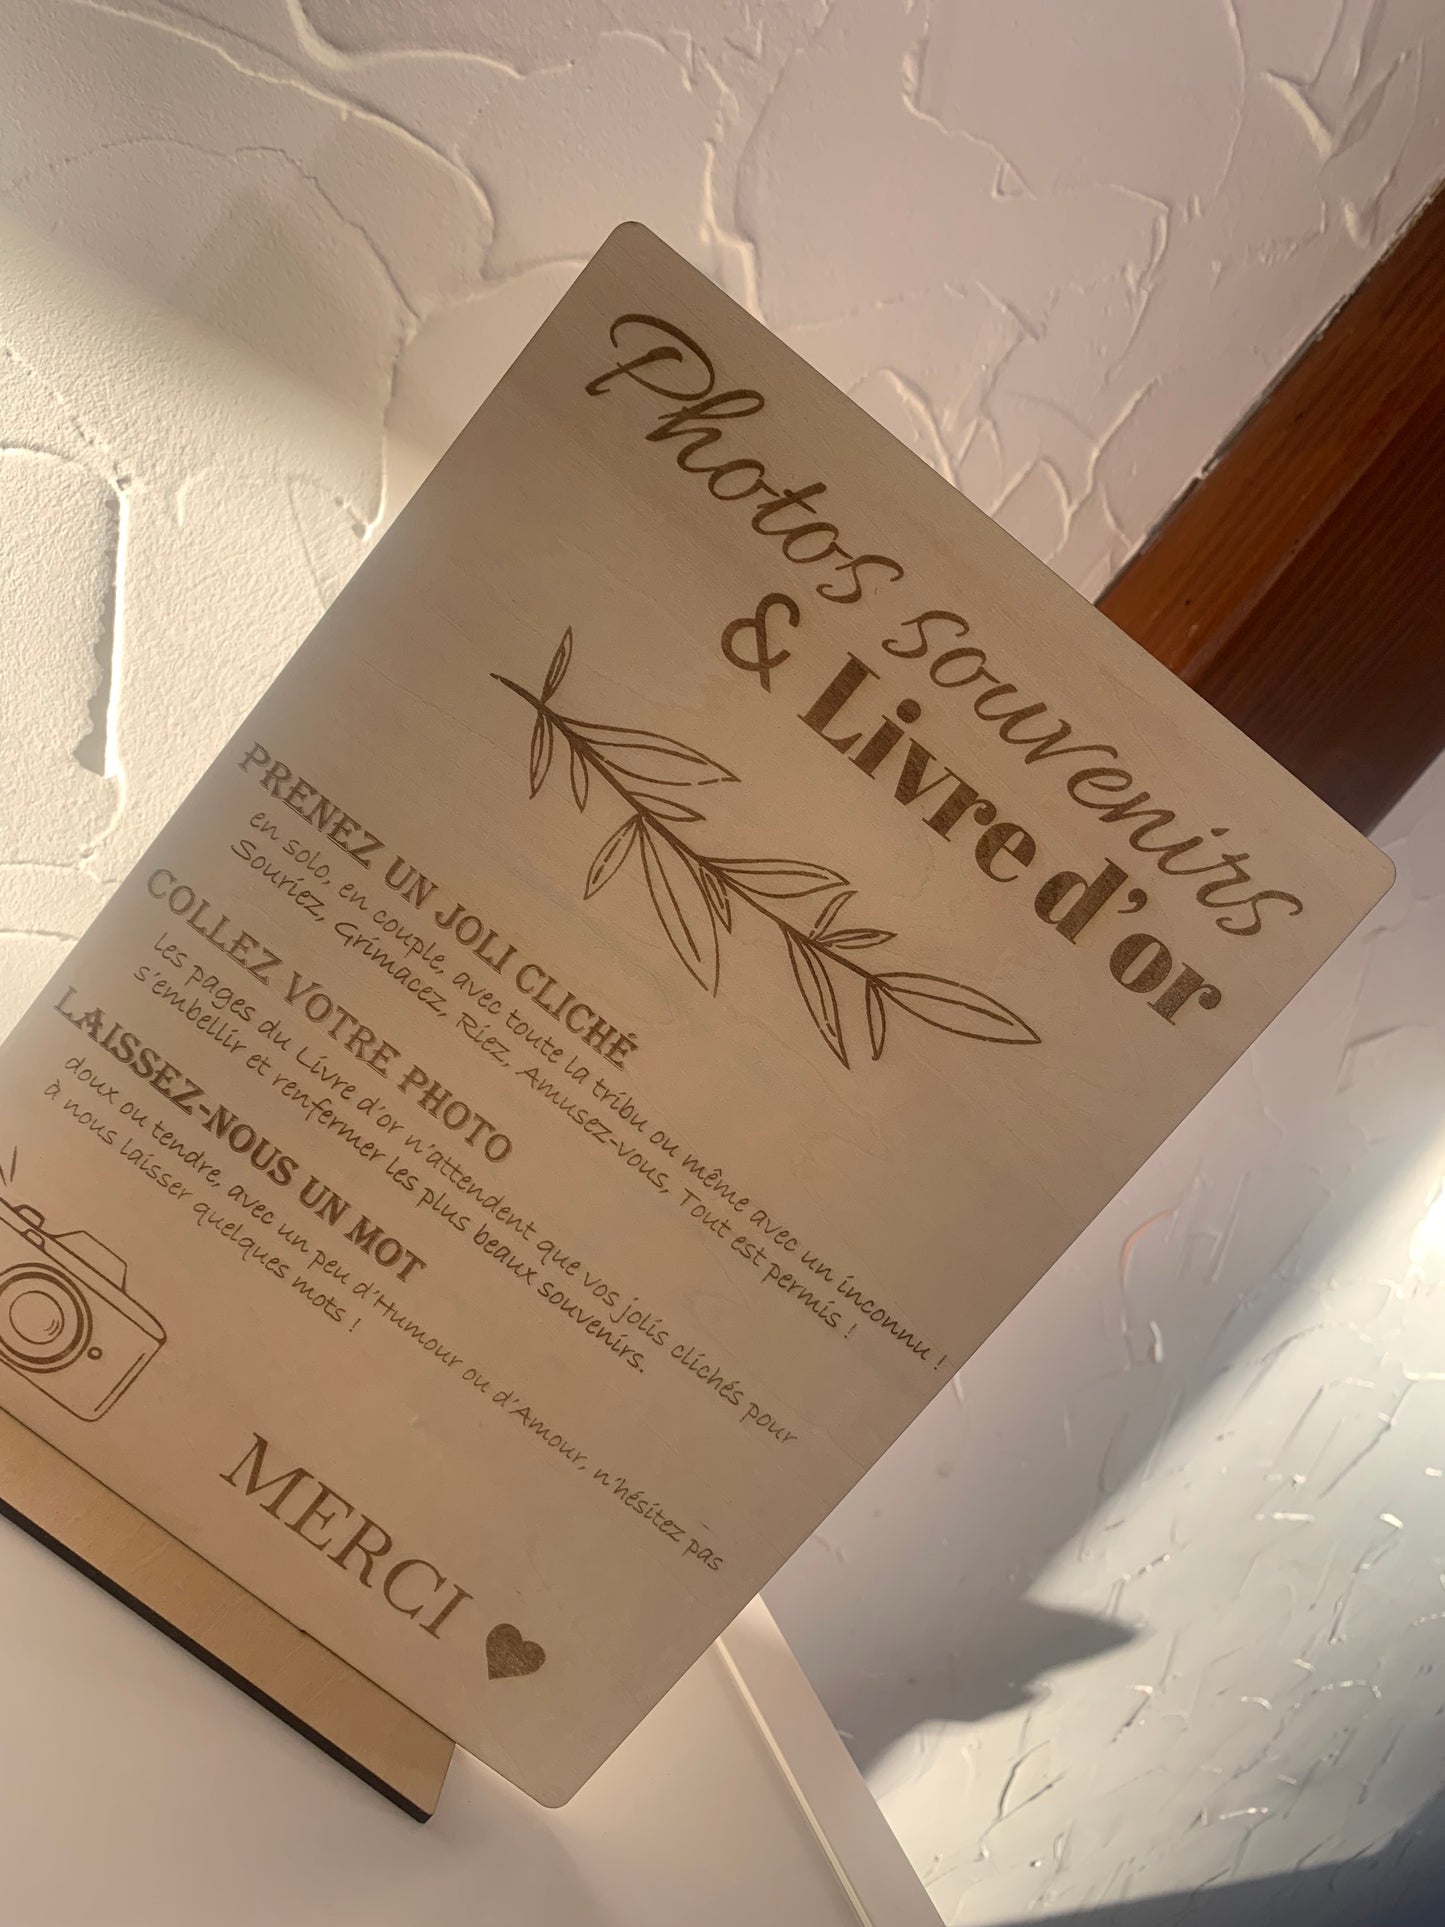 Photos souvenirs
& Livre d'or
PRENEZ UN JOLI CLICHÉ
en solo, en couple, avec toute la tribu ou même avec un inconnu !
Souriez, Grimacez, Riez, Amusez-vous, Tout est permis !
COLLEZ VOTRE PHOTO
les pages du Livre d'or n'attendent que vos jolis clichés pour
s'embellir et renfermer les plus beaux souvenirs.
LAISSEZ-NOUS UN MOT
doux ou tendre, avec un peu d'Humour ou d'Amour, n'hésitez pas
à nous laisser quelques mots !
MERCI